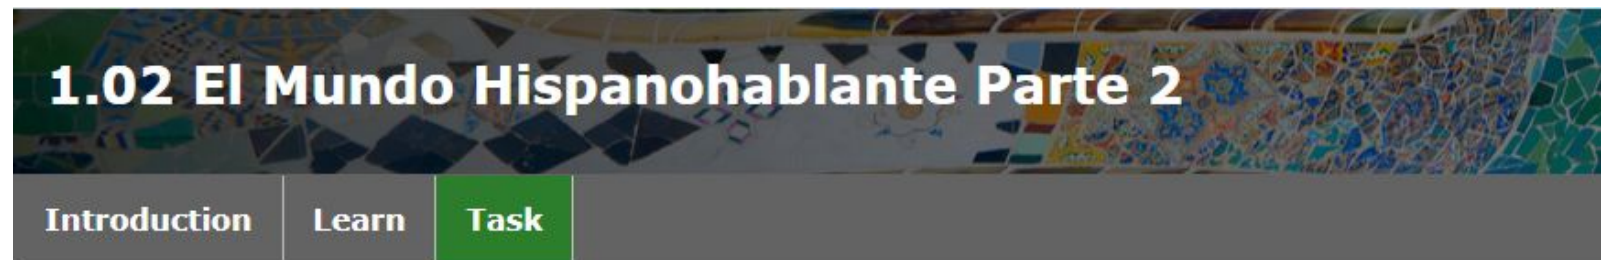 1.02 El Mundo Hispanohablante Parte 2
Introduction Learn Task